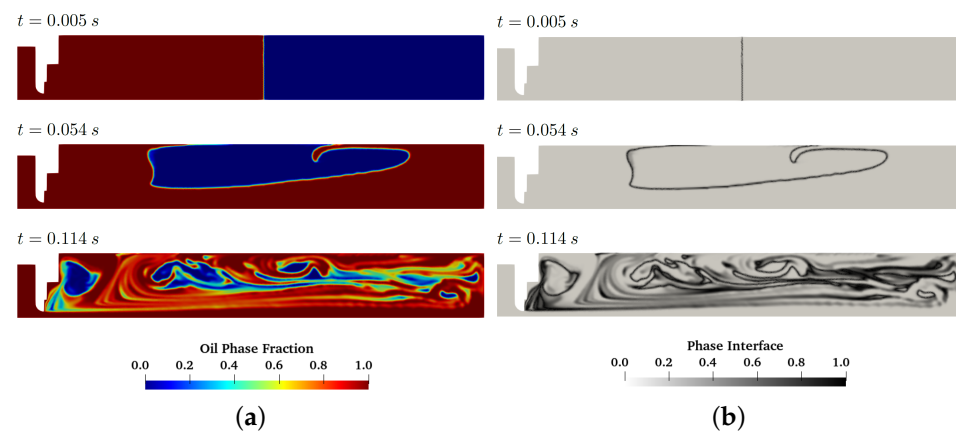 t = 0.005 s
t = 0.005 s
t = 0.054 s
t = 0.054 s
t = 0.114 s
t = 0.114 s
Oil Phase Fraction
0.0 0.2 0.4 0.6 0.8 1.0
Phase Interface
0.0 0.2 0.4 0.6 0.8 1.0
(a)
(b)